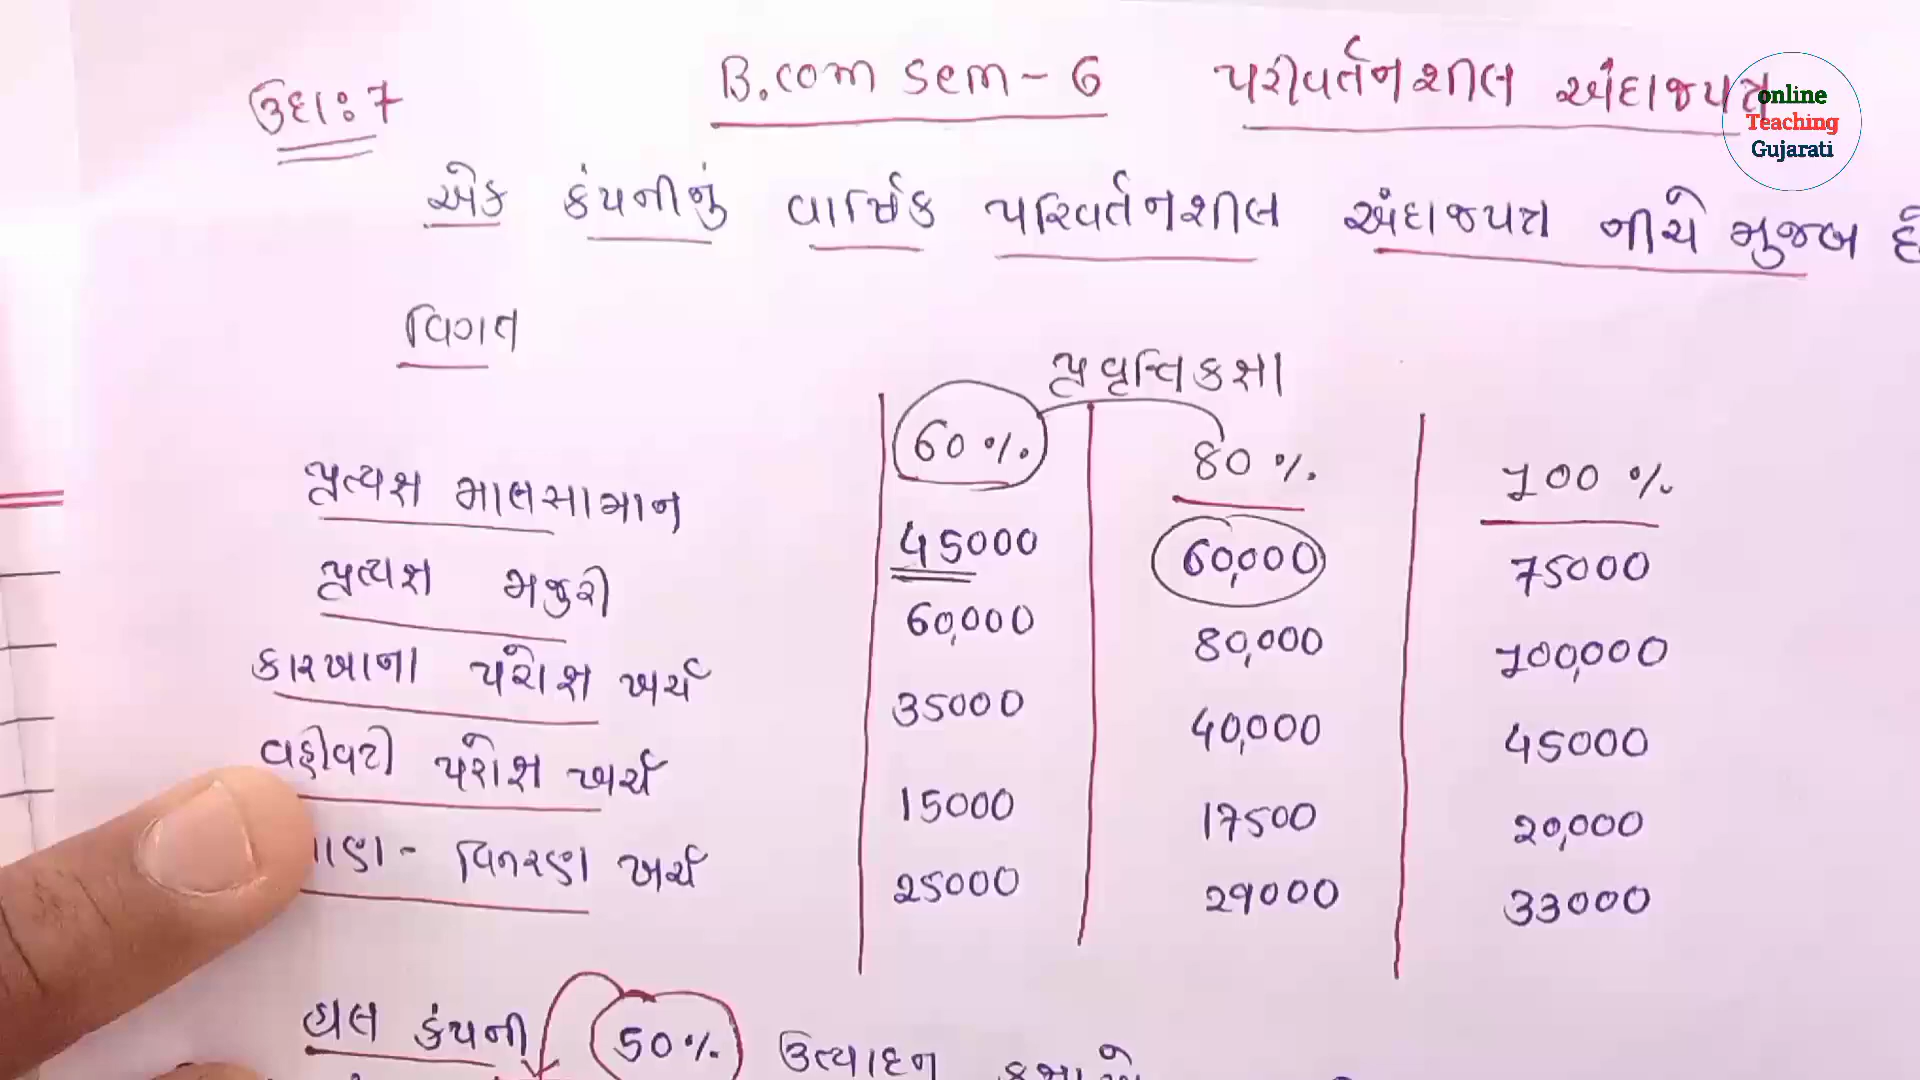 ઉદાઃ7 B.com sem-6 પરીવર્તનશીલ અંદાજપત્ર
online
Teaching
Gujarati
એક કંપનીનું વાર્ષિક પરિવર્તનશીલ અંદાજપત્ર નીચે મુજબ
વિગત
પ્રવૃત્તિકક્ષા
60 % 80 % 100 %
પ્રત્યક્ષ માલસામાન 45000 60,000 75000
પ્રત્યક્ષ મજુરી 60,000 80,000 100,000
કારખાના પરોક્ષ ખર્ચ 35000 40,000 45000
વહીવટી પરોક્ષ ખર્ચ 15000 17500 20,000
વિતરણ ખર્ચ 25000 29000 33000
હાલ કંપની 50% ઉત્પાદન કક્ષાએ